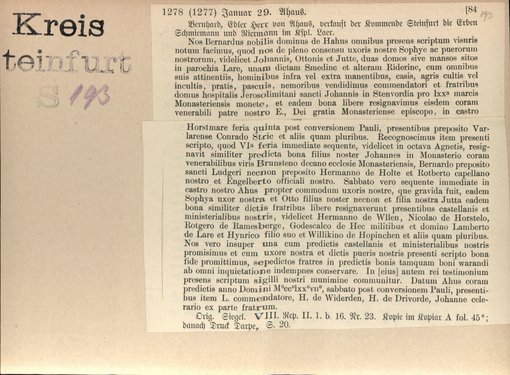 Kreis
teinfurt
S 193
1278 (1277) Januar 29. Ahaus. [84
193
Bernhard, Edler Herr von Ahaus, verkauft der Kommende Steinfurt die Erben
Schmiemann und Riermann im Kspl. Laer.
Nos Bernardus nobilis dominus de Hahus omnibus presens scriptum visuris
notum facimus, quod nos de pleno consensu uxoris nostre Sophye ac puerorum
nostrorum, videlicet Johannis, Ottonis et Jutte, duas domos sive mansos sitos
in parochia Lare, unam dictam Smedinc et alteram Riderinc, cum omnibus
suis attinentiis, hominibus infra vel extra manentibus, casis, agris cultis vel
incultis, pratis, pascuis, nemoribus vendidimus commendatori et fratribus
domus hospitalis Jerosolimitani sancti Johannis in Stenvordia pro lxxª marcis
Monasteriensis monete, et eadem bona libere resignavimus eisdem coram
venerabili patre nostro E., Dei gratia Monasteriense episcopo, in castro
Horstmare feria quinta post conversionem Pauli, presentibus preposito Var-
larense Conrado Stric et aliis quam pluribus. Recognoscimus item presenti
scripto, quod VIª feria immediate sequente, videlicet in octava Agnetis, resig-
navit similiter predicta bona filius noster Johannes in Monasterio coram
venerabilibus viris Brunsteno decano ecclesie Monasteriensis, Bernardo preposito
sancti Ludgeri necnon preposito Hermanno de Holte et Rotberto capellano
nostro et Engelberto officiali nostro. Sabbato vero sequente immediate in
castro nostro Ahus propter commodum uxoris nostre, que gravida fuit, eadem
Sophya uxor nostra et Otto filius noster necnon et filia nostra Jutta eadem
bona similiter dictis fratribus libere resignaverunt presentibus castellanis et
ministerialibus nostris, videlicet Hermanno de Wllen, Nicolao de Horstelo,
Rotgero de Ramesberge, Godescalco de Hec militibus et domino Lamberto
de Lare et Hynrico filio suo et Willikino de Hopinchen et aliis quam pluribus.
Nos vero insuper una cum predictis castellanis et ministerialibus nostris
promisimus et cum uxore nostra et dictis pueris nostris presenti scripto bona
fide promittimus, sepedictos fratres in predictis bonis tamquam boni warandi
ab omni inquietatione indempnes conservare. In [eius] autem rei testimonium
presens scriptum sigilli nostri munimine communitur. Datum Ahus coram
predictis anno Domini Mºccºlxxºvııº, sabbato post conversionem Pauli, presenti-
bus item L. commendatore, H. de Widerden, H. de Drivorde, Johanne cele-
rario ex parte fratrum.
Orig. Siegel. VIII. Rep. II. 1. b. 16. Nr. 23. Kopie im Kopiar A fol. 45ª;
danach Druck Darpe, S. 20.